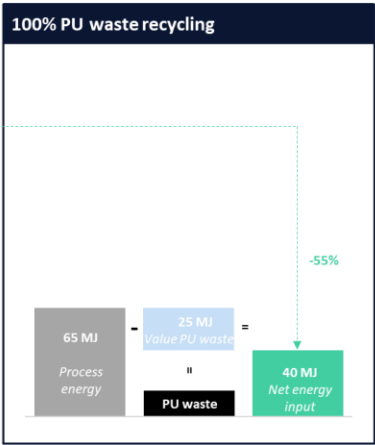 100% PU waste recycling
-55%
65 MJ
Process
energy
-
25 MJ
Value PU waste
=
=
PU waste
40 MJ
Net energy
input